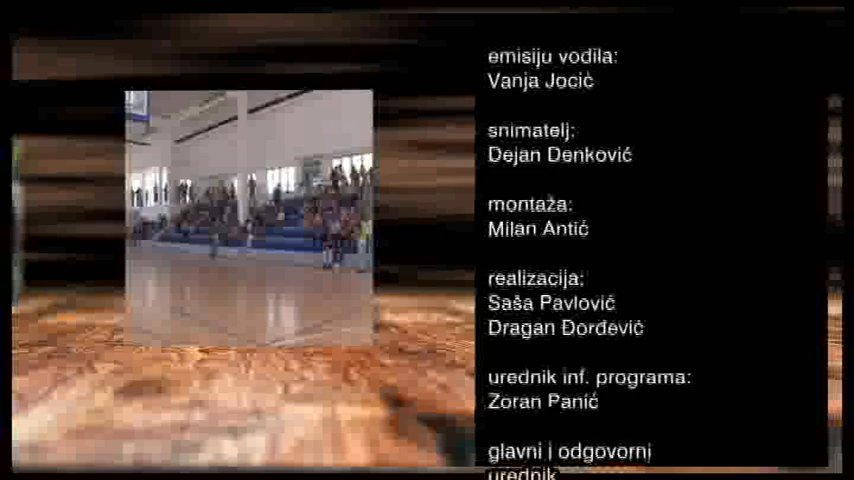 emisiju vodila:
Vanja Jocić
snimatelj:
Dejan Denković
montaža:
Milan Antić
realizacija:
Saša Pavlović
Dragan Đorđević
urednik inf. programa:
Zoran Panić
glavni i odgovorni
urednik